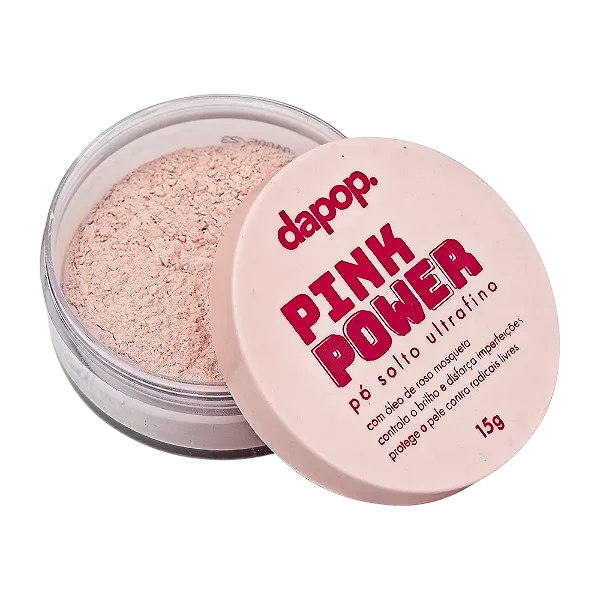 dapop.
PINK
POWER
pó solto ultrafino
com óleo de rosa mosqueta
controla o brilho e disfarça imperfeições
protege a pele contra radicais livres
15g